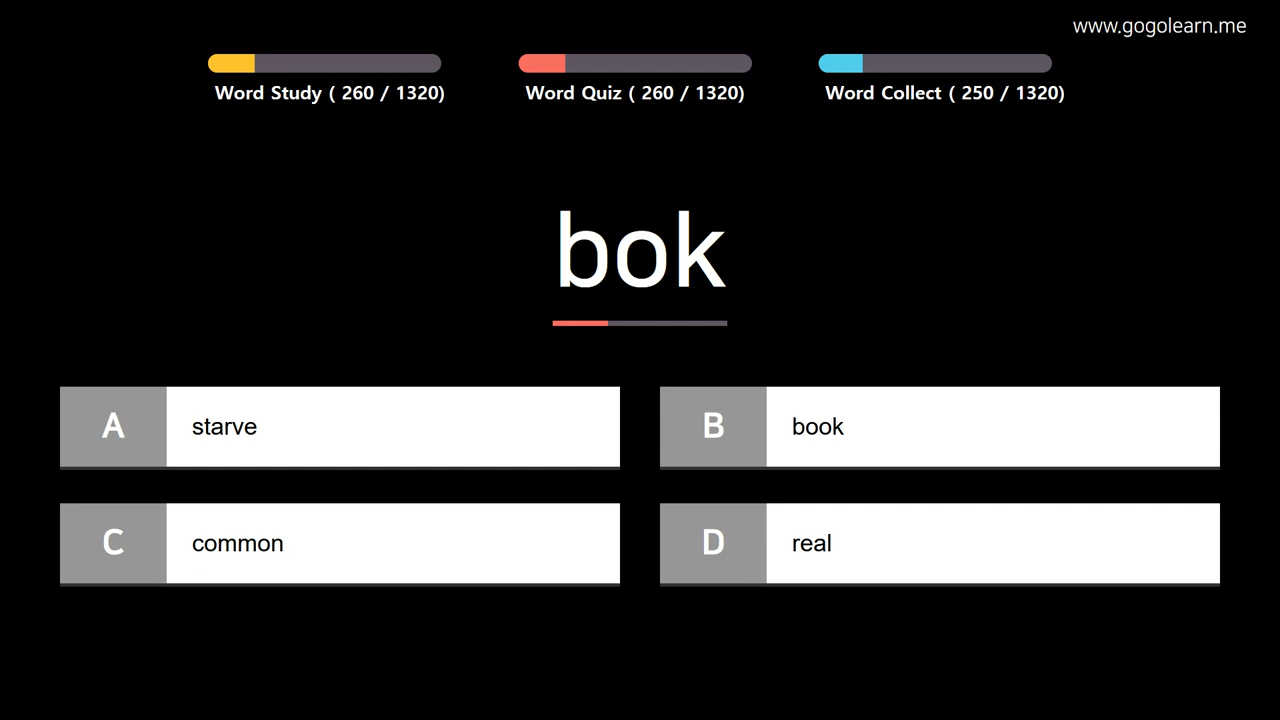 www.gogolearn.me
Word Study ( 260 / 1320)
Word Quiz ( 260 / 1320)
Word Collect ( 250 / 1320)
bok
A starve
B book
C common
D real